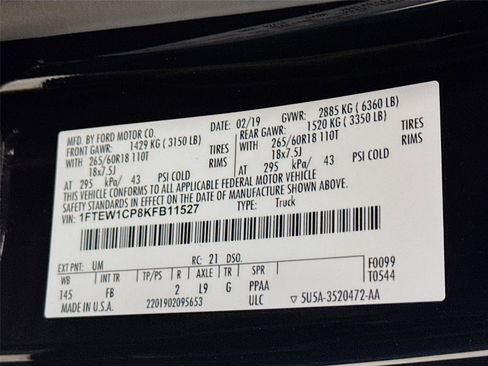 MFD. BY FORD MOTOR CO. DATE: 02/19 GVWR: 2885 KG ( 6360 LB)
FRONT GAWR: 1429 KG ( 3150 LB) REAR GAWR: 1520 KG ( 3350 LB)
WITH 265/60R18 110T TIRES WITH 265/60R18 110T TIRES
18x7.5J RIMS 18x7.5J RIMS
AT 295 kPa/ 43 PSI COLD AT 295 kPa/ 43 PSI COLD
THIS VEHICLE CONFORMS TO ALL APPLICABLE FEDERAL MOTOR VEHICLE
SAFETY STANDARDS IN EFFECT ON THE DATE OF MANUFACTURE SHOWN ABOVE.
VIN: 1FTEW1CP8KFB11527 TYPE: Truck
EXT PNT: UM RC: 21 DSO:
WB INT TR TP/PS R AXLE TR SPR F0099
145 FB 2 L9 G PPAA T0544
MADE IN U.S.A. 2201902095653 ULC ▽ 5U5A-3520472-AA